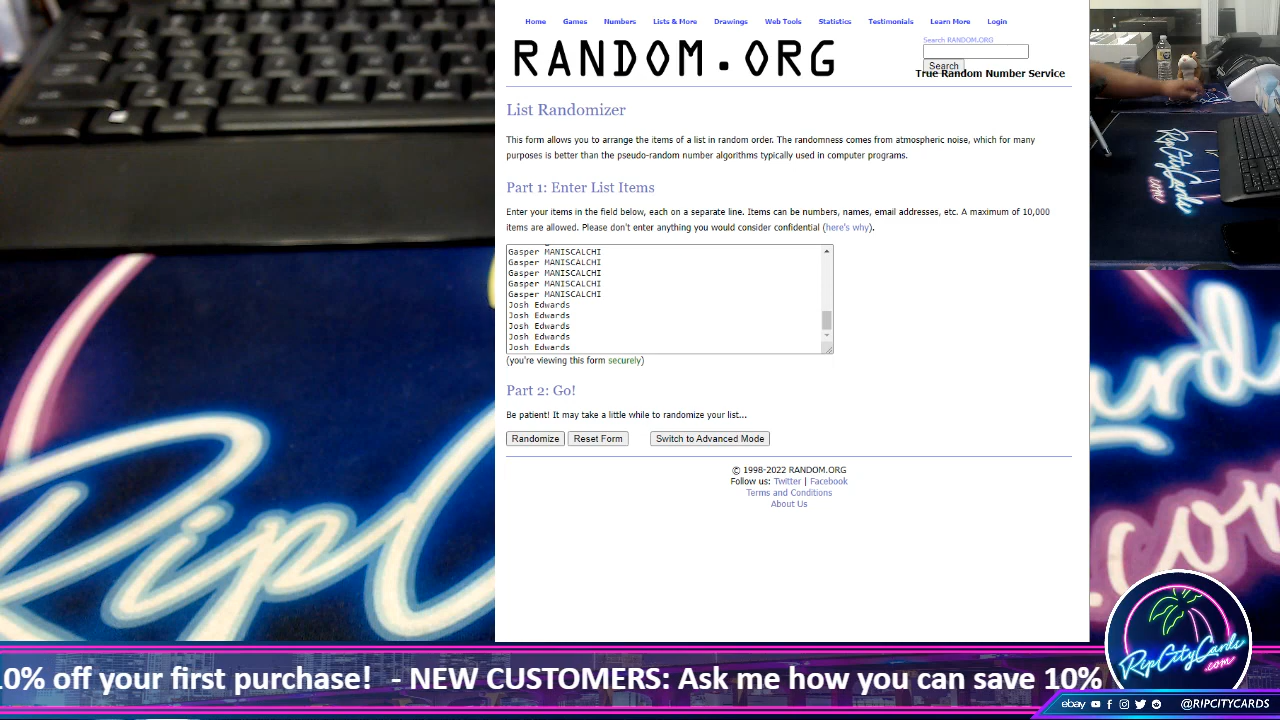 Home Games Numbers Lists & More Drawings Web Tools Statistics Testimonials Learn More Login
RANDOM.ORG
Search RANDOM.ORG
Search
True Random Number Service
List Randomizer
This form allows you to arrange the items of a list in random order. The randomness comes from atmospheric noise, which for many
purposes is better than the pseudo-random number algorithms typically used in computer programs.
Part 1: Enter List Items
Enter your items in the field below, each on a separate line. Items can be numbers, names, email addresses, etc. A maximum of 10,000
items are allowed. Please don't enter anything you would consider confidential (here's why).
Gasper MANISCALCHI
Gasper MANISCALCHI
Gasper MANISCALCHI
Gasper MANISCALCHI
Gasper MANISCALCHI
Josh Edwards
Josh Edwards
Josh Edwards
Josh Edwards
Josh Edwards
(you're viewing this form securely)
Part 2: Go!
Be patient! It may take a little while to randomize your list...
Randomize Reset Form Switch to Advanced Mode
© 1998-2022 RANDOM.ORG
Follow us: Twitter | Facebook
Terms and Conditions
About Us
RipCityCards
.com
RipC
.com
RipCityCards
.com
10% off your first purchase! - NEW CUSTOMERS: Ask me how you can save 10%
ebay @RIPCITYCARDS